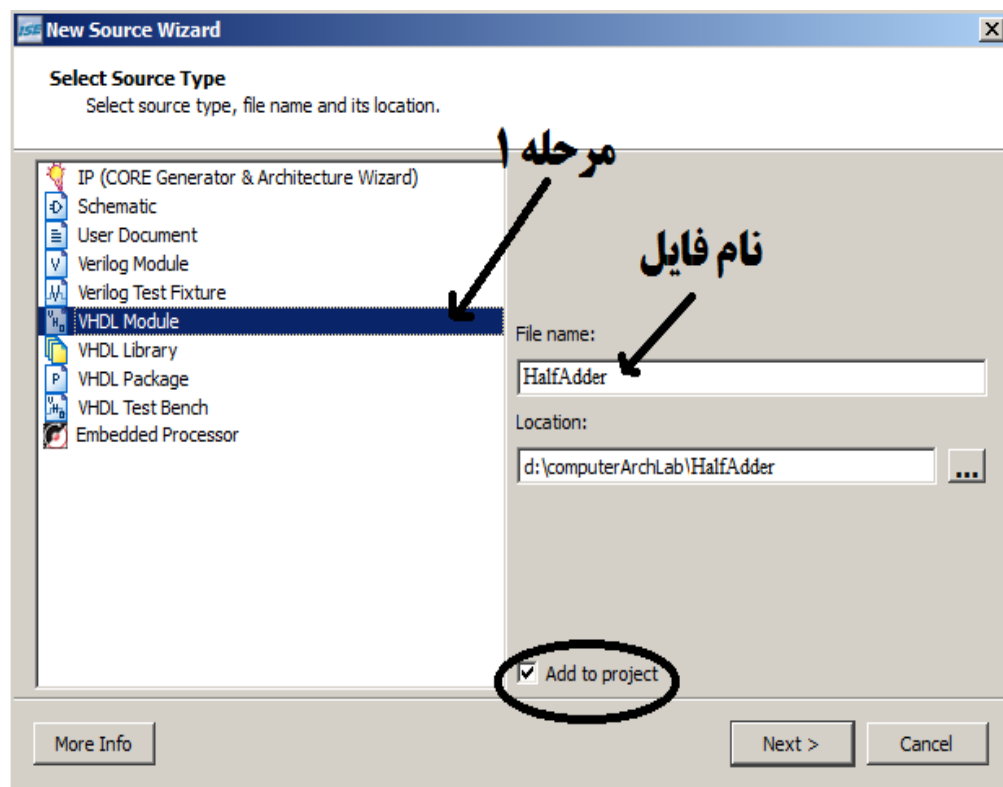 ISE New Source Wizard
Select Source Type
Select source type, file name and its location.
مرحله ۱
IP (CORE Generator & Architecture Wizard)
Schematic
User Document
Verilog Module
Verilog Test Fixture
VHDL Module
VHDL Library
VHDL Package
VHDL Test Bench
Embedded Processor
نام فایل
File name:
HalfAdder
Location:
d:\computerArchLab\HalfAdder
...
Add to project
More Info
Next >
Cancel